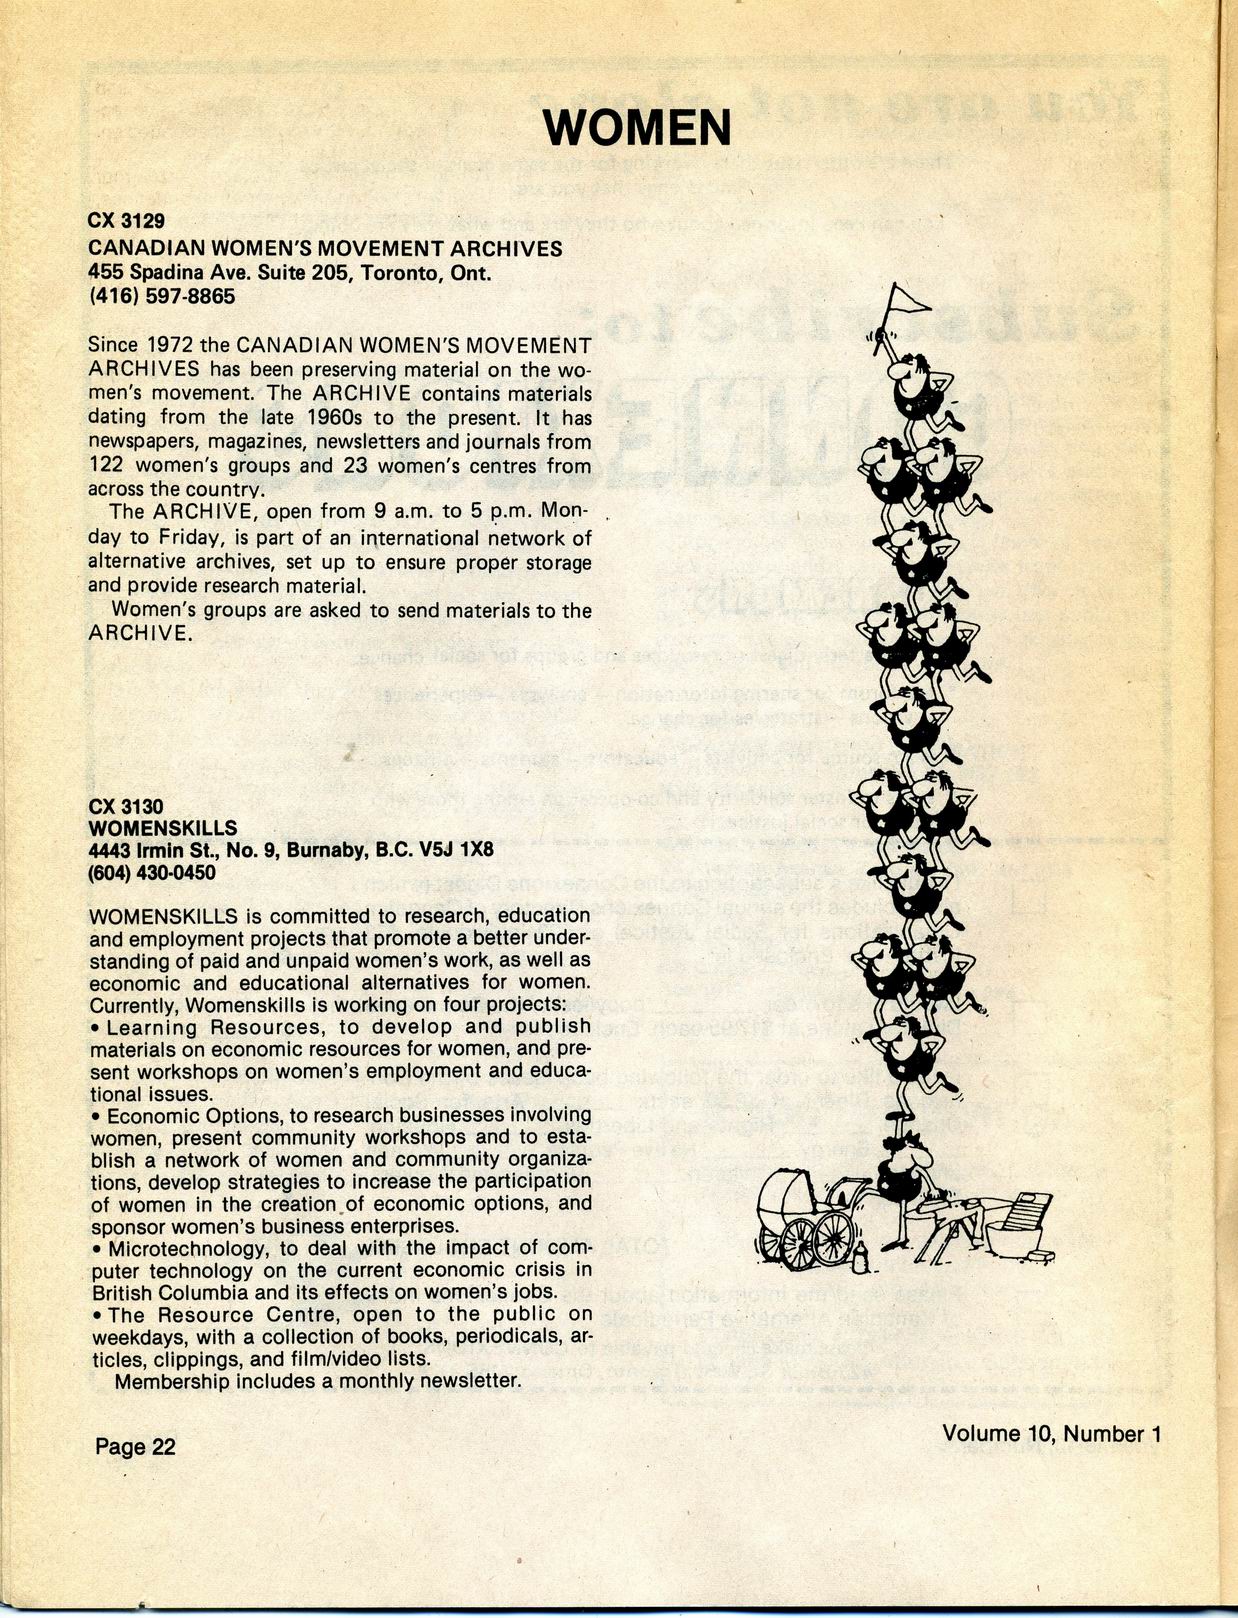 WOMEN
CX 3129
CANADIAN WOMEN'S MOVEMENT ARCHIVES
455 Spadina Ave. Suite 205, Toronto, Ont.
(416) 597-8865
Since 1972 the CANADIAN WOMEN'S MOVEMENT
ARCHIVES has been preserving material on the wo-
men's movement. The ARCHIVE contains materials
dating from the late 1960s to the present. It has
newspapers, magazines, newsletters and journals from
122 women's groups and 23 women's centres from
across the country.
The ARCHIVE, open from 9 a.m. to 5 p.m. Mon-
day to Friday, is part of an international network of
alternative archives, set up to ensure proper storage
and provide research material.
Women's groups are asked to send materials to the
ARCHIVE.
CX 3130
WOMENSKILLS
4443 Irmin St., No. 9, Burnaby, B.C. V5J 1X8
(604) 430-0450
WOMENSKILLS is committed to research, education
and employment projects that promote a better under-
standing of paid and unpaid women's work, as well as
economic and educational alternatives for women.
Currently, Womenskills is working on four projects:
• Learning Resources, to develop and publish
materials on economic resources for women, and pre-
sent workshops on women's employment and educa-
tional issues.
• Economic Options, to research businesses involving
women, present community workshops and to esta-
blish a network of women and community organiza-
tions, develop strategies to increase the participation
of women in the creation of economic options, and
sponsor women's business enterprises.
• Microtechnology, to deal with the impact of com-
puter technology on the current economic crisis in
British Columbia and its effects on women's jobs.
• The Resource Centre, open to the public on
weekdays, with a collection of books, periodicals, ar-
ticles, clippings, and film/video lists.
Membership includes a monthly newsletter.
Page 22
Volume 10, Number 1